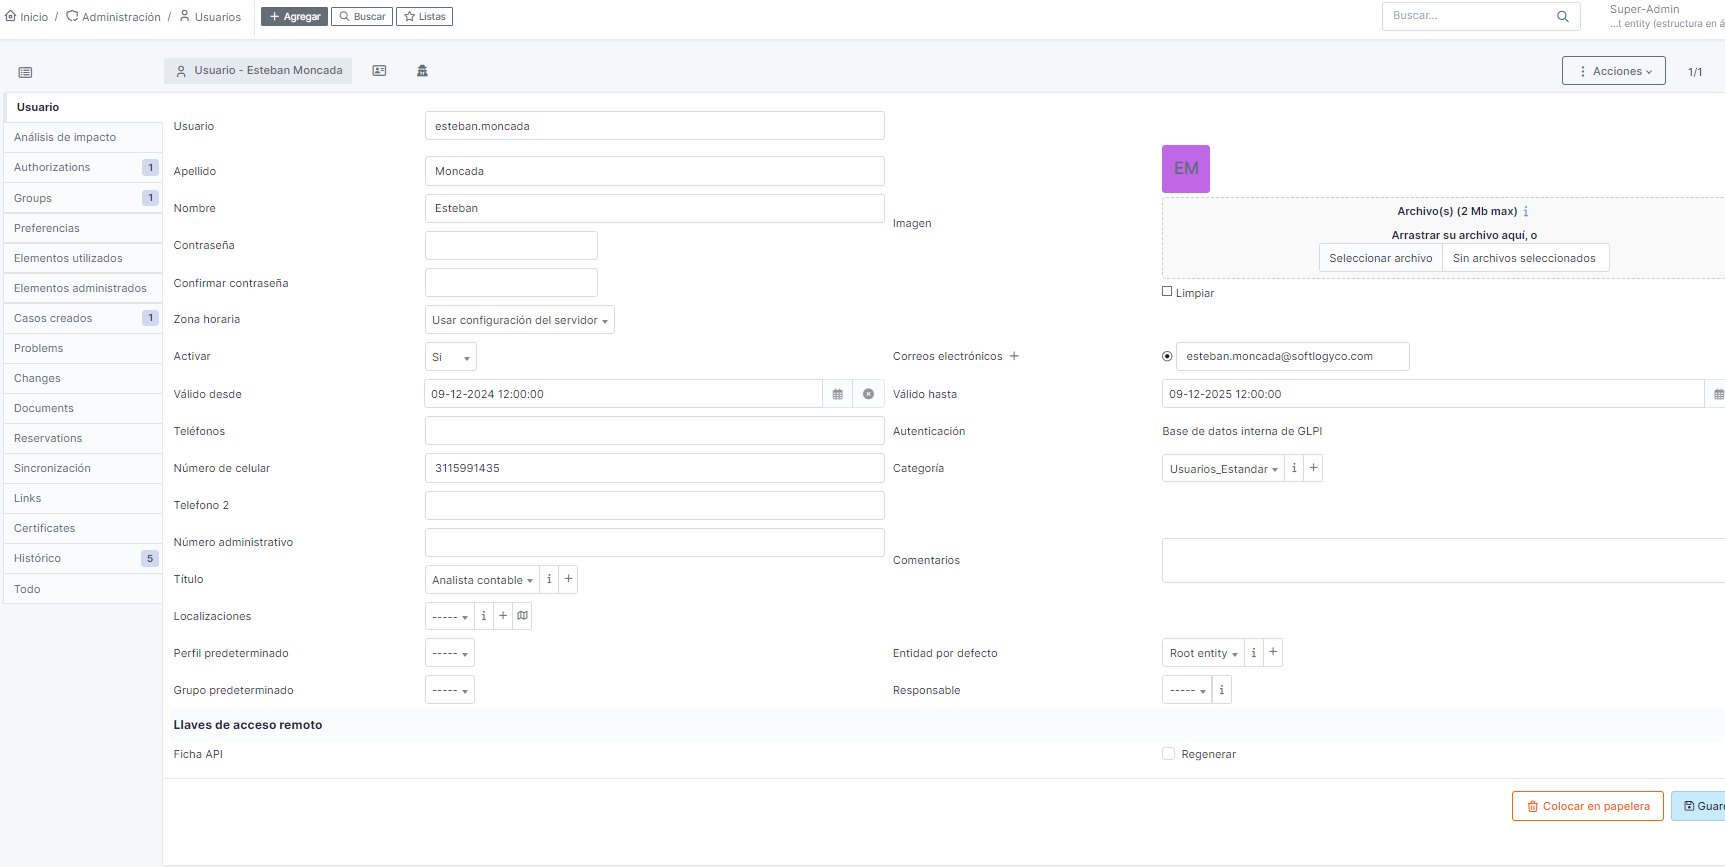 Inicio / Administración / Usuarios + Agregar Buscar Listas Buscar... Super-Admin
...t entity (estructura en á
Usuario - Esteban Moncada Acciones 1/1
Usuario
Análisis de impacto
Authorizations 1
Groups 1
Preferencias
Elementos utilizados
Elementos administrados
Casos creados 1
Problems
Changes
Documents
Reservations
Sincronización
Links
Certificates
Histórico 5
Todo
Usuario esteban.moncada
Apellido Moncada
Nombre Esteban
Contraseña
Confirmar contraseña
Zona horaria Usar configuración del servidor
Activar Si
Válido desde 09-12-2024 12:00:00
Teléfonos
Número de celular 3115991435
Telefono 2
Número administrativo
Título Analista contable i +
Localizaciones ----- i +
Perfil predeterminado -----
Grupo predeterminado -----
EM
Imagen
Archivo(s) (2 Mb max) i
Arrastrar su archivo aquí, o
Seleccionar archivo Sin archivos seleccionados
Limpiar
Correos electrónicos + esteban.moncada@softlogyco.com
Válido hasta 09-12-2025 12:00:00
Autenticación Base de datos interna de GLPI
Categoría Usuarios_Estandar i +
Comentarios
Entidad por defecto Root entity i +
Responsable ----- i
Llaves de acceso remoto
Ficha API Regenerar
Colocar en papelera Guar